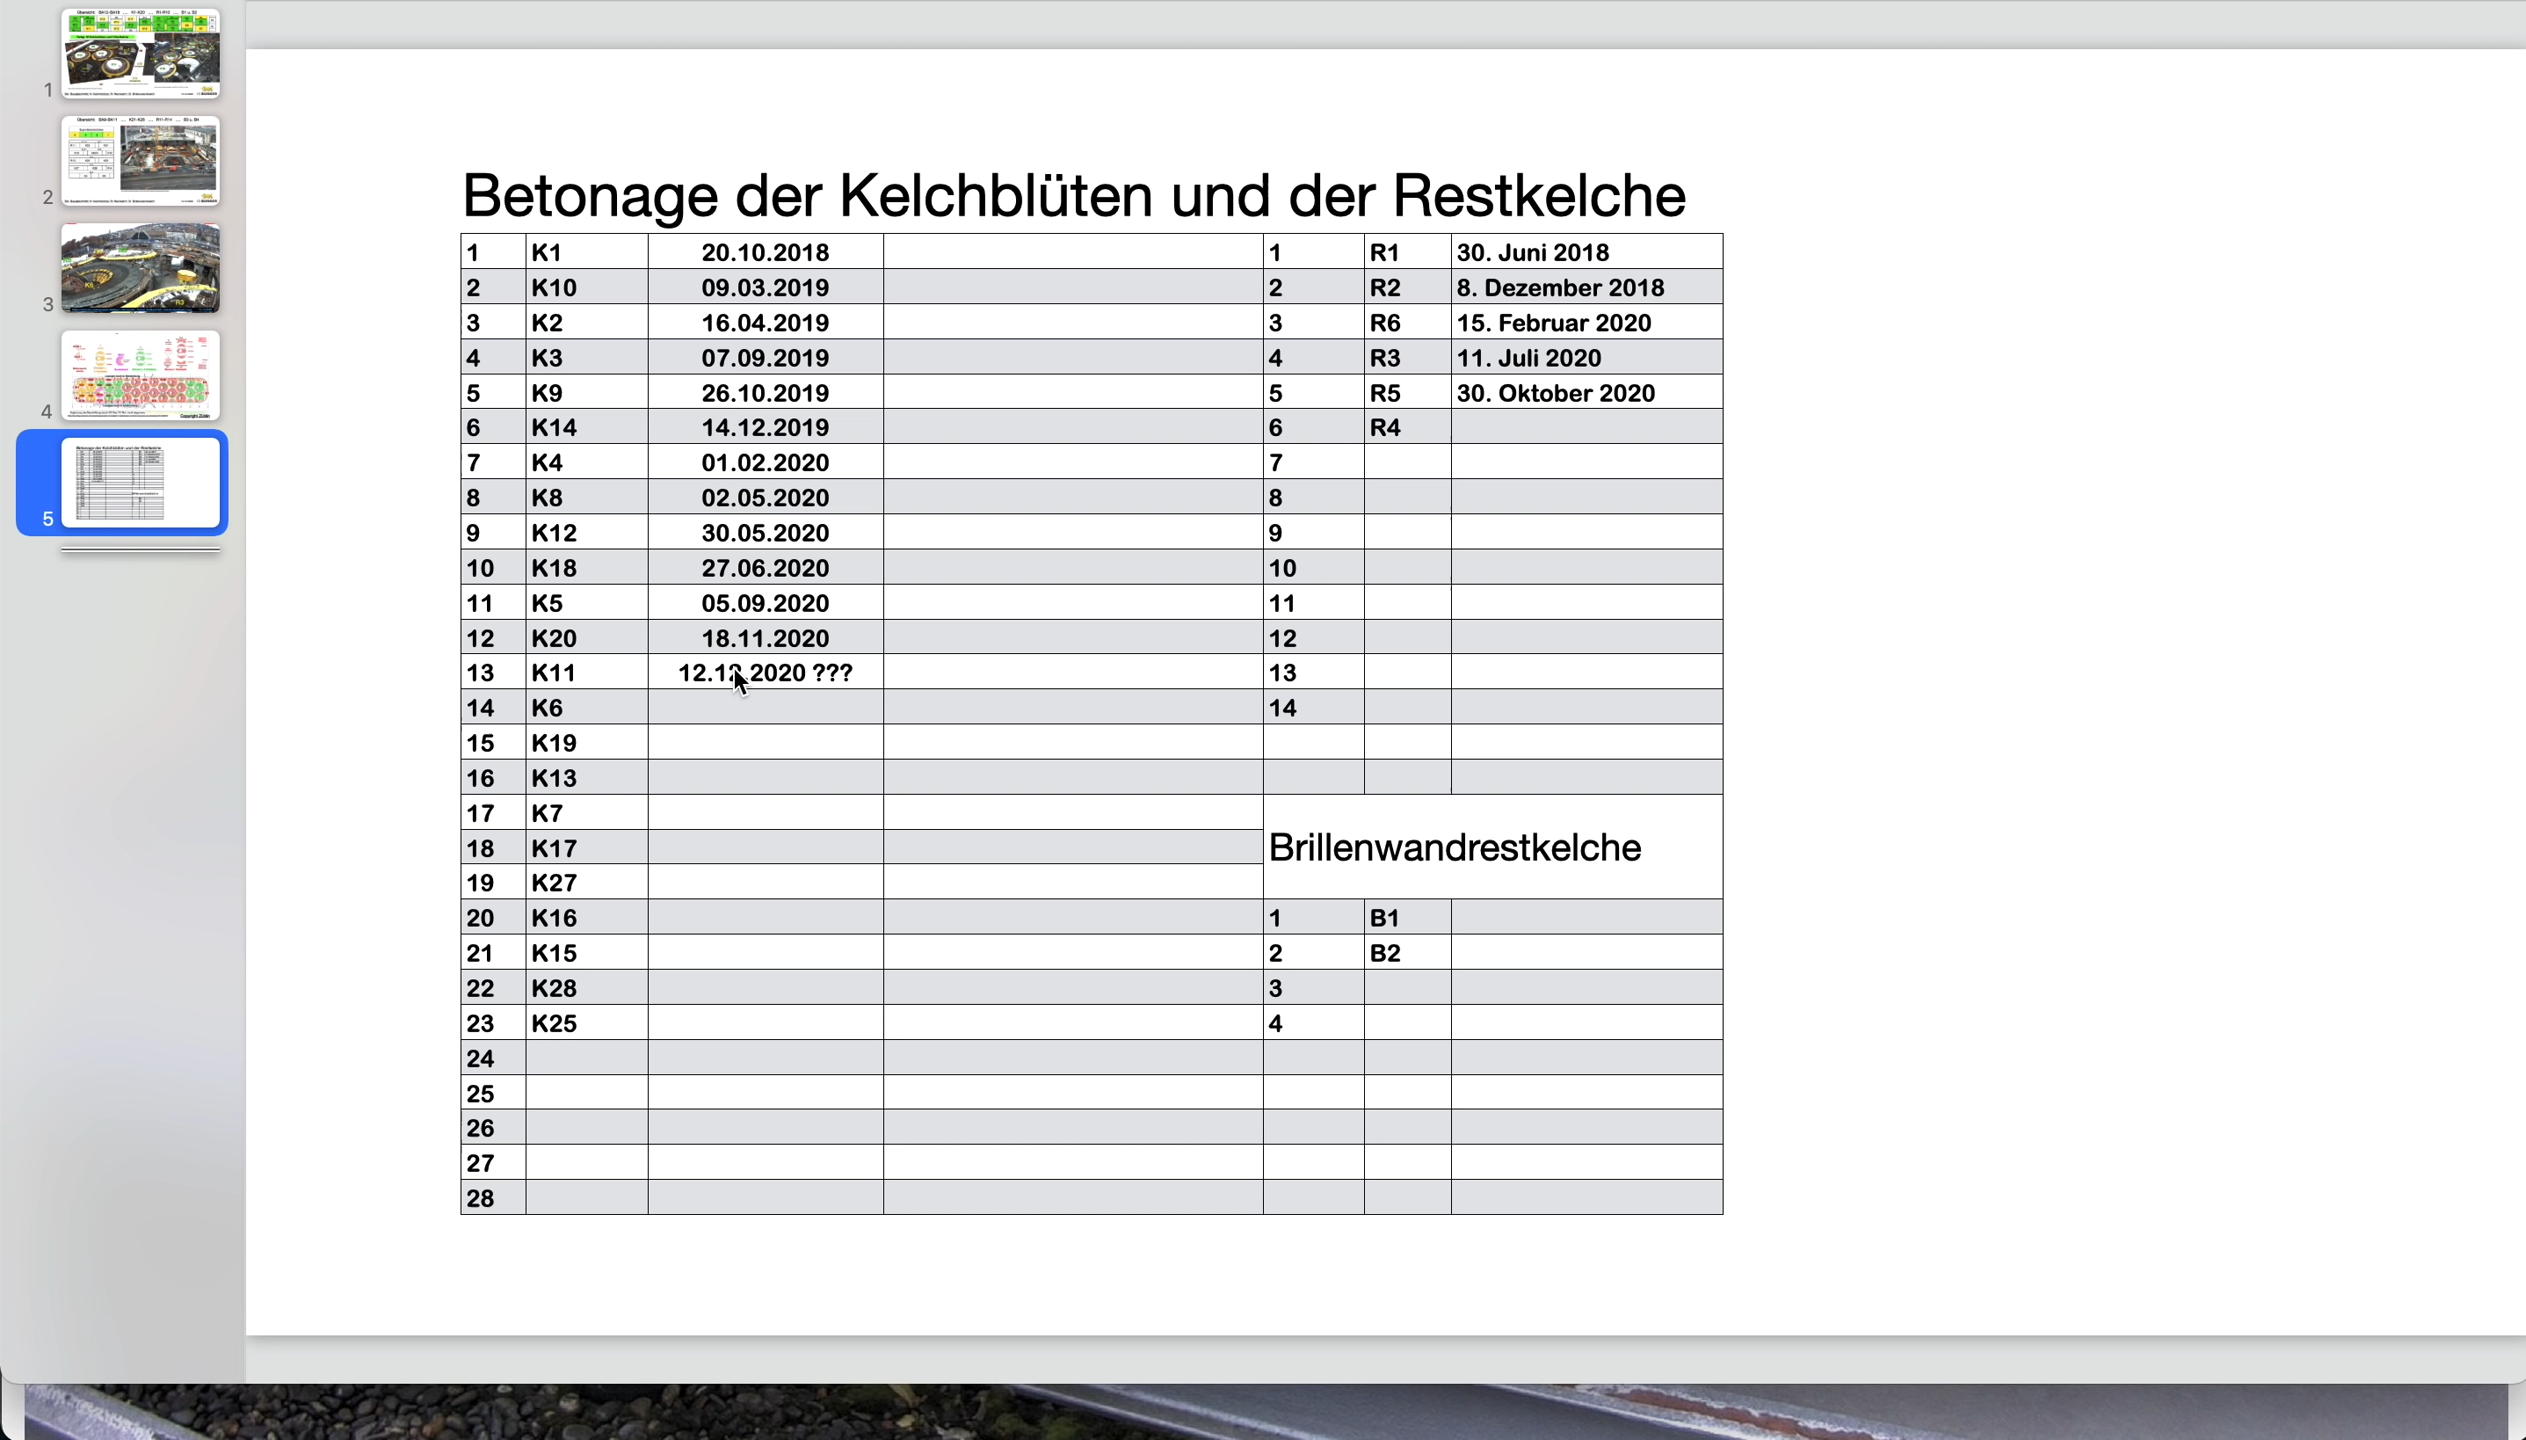 1
2
3
4
5
Betonage der Kelchblüten und der Restkelche
1 K1 20.10.2018 1 R1 30. Juni 2018
2 K10 09.03.2019 2 R2 8. Dezember 2018
3 K2 16.04.2019 3 R6 15. Februar 2020
4 K3 07.09.2019 4 R3 11. Juli 2020
5 K9 26.10.2019 5 R5 30. Oktober 2020
6 K14 14.12.2019 6 R4
7 K4 01.02.2020 7
8 K8 02.05.2020 8
9 K12 30.05.2020 9
10 K18 27.06.2020 10
11 K5 05.09.2020 11
12 K20 18.11.2020 12
13 K11 12.12.2020 ??? 13
14 K6 14
15 K19
16 K13
17 K7
18 K17 Brillenwandrestkelche
19 K27
20 K16 1 B1
21 K15 2 B2
22 K28 3
23 K25 4
24
25
26
27
28